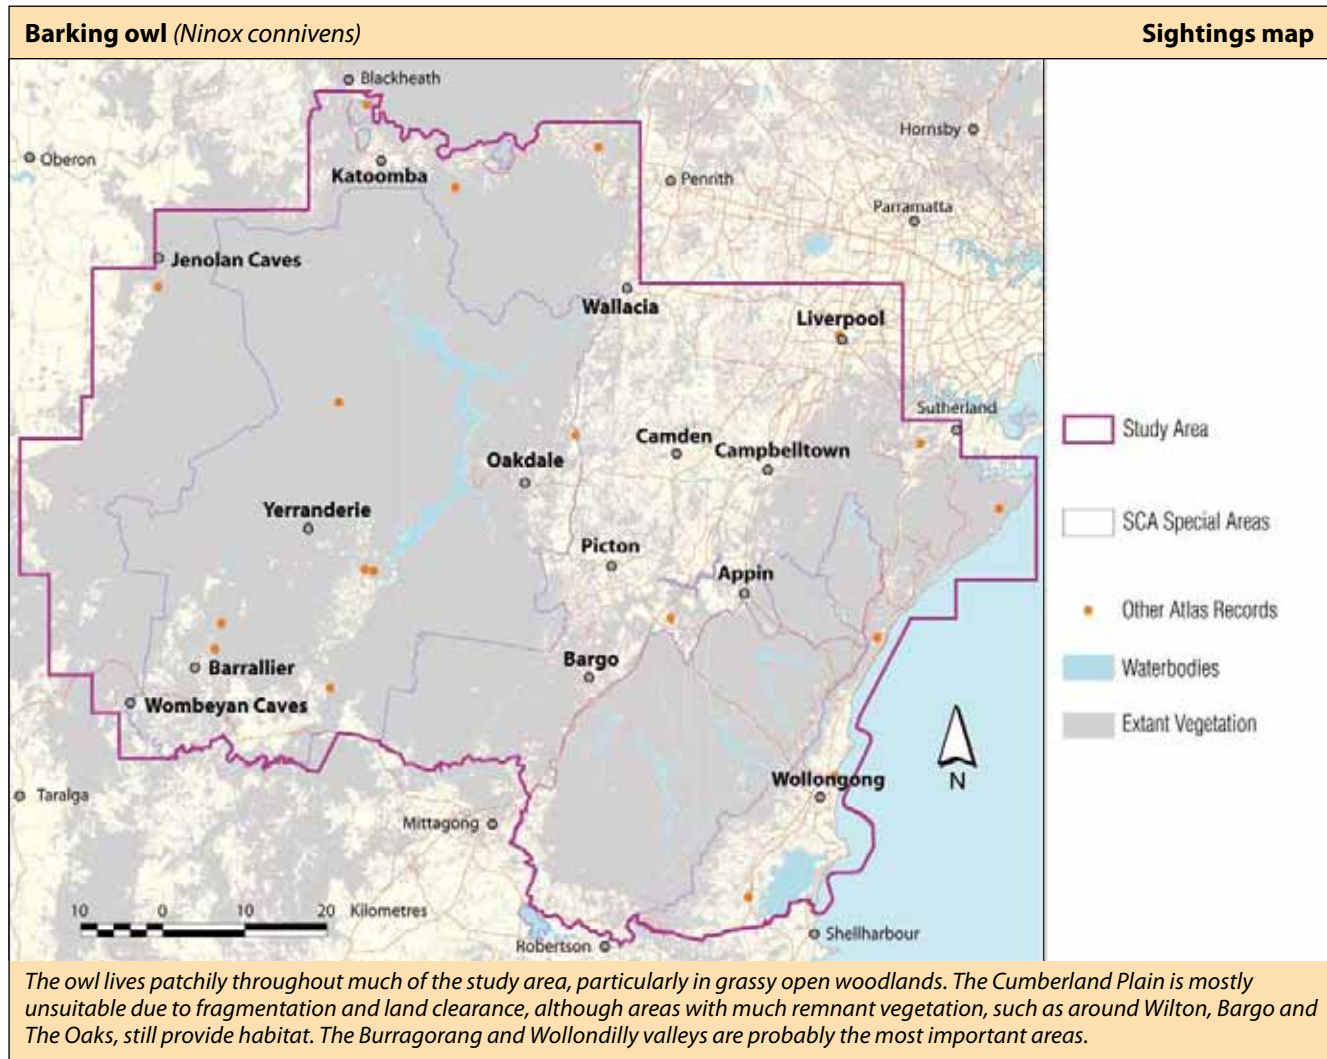 Barking owl (Ninox connivens) Sightings map
Blackheath
Hornsby
Oberon
Katoomba
Penrith
Parramatta
Jenolan Caves
Wallacia
Liverpool
Sutherland
Study Area
Camden
Campbelltown
Oakdale
Yerranderie
SCA Special Areas
Picton
Appin
Other Atlas Records
Bargo
Barrallier
Waterbodies
Wombeyan Caves
Extant Vegetation
Wollongong
N
Taralga
Mittagong
10 0 10 20 Kilometres
Shellharbour
Robertson
The owl lives patchily throughout much of the study area, particularly in grassy open woodlands. The Cumberland Plain is mostly
unsuitable due to fragmentation and land clearance, although areas with much remnant vegetation, such as around Wilton, Bargo and
The Oaks, still provide habitat. The Burragorang and Wollondilly valleys are probably the most important areas.